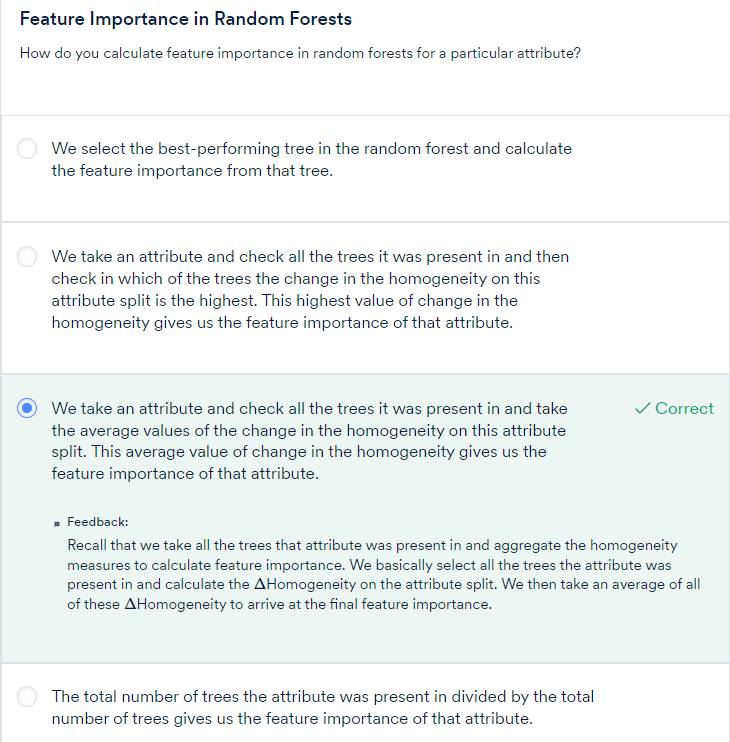 Feature Importance in Random Forests
How do you calculate feature importance in random forests for a particular attribute?
We select the best-performing tree in the random forest and calculate
the feature importance from that tree.
We take an attribute and check all the trees it was present in and then
check in which of the trees the change in the homogeneity on this
attribute split is the highest. This highest value of change in the
homogeneity gives us the feature importance of that attribute.
We take an attribute and check all the trees it was present in and take
✓ Correct
the average values of the change in the homogeneity on this attribute
split. This average value of change in the homogeneity gives us the
feature importance of that attribute.
Feedback:
Recall that we take all the trees that attribute was present in and aggregate the homogeneity
measures to calculate feature importance. We basically select all the trees the attribute was
present in and calculate the ΔHomogeneity on the attribute split. We then take an average of all
of these ΔHomogeneity to arrive at the final feature importance.
The total number of trees the attribute was present in divided by the total
number of trees gives us the feature importance of that attribute.